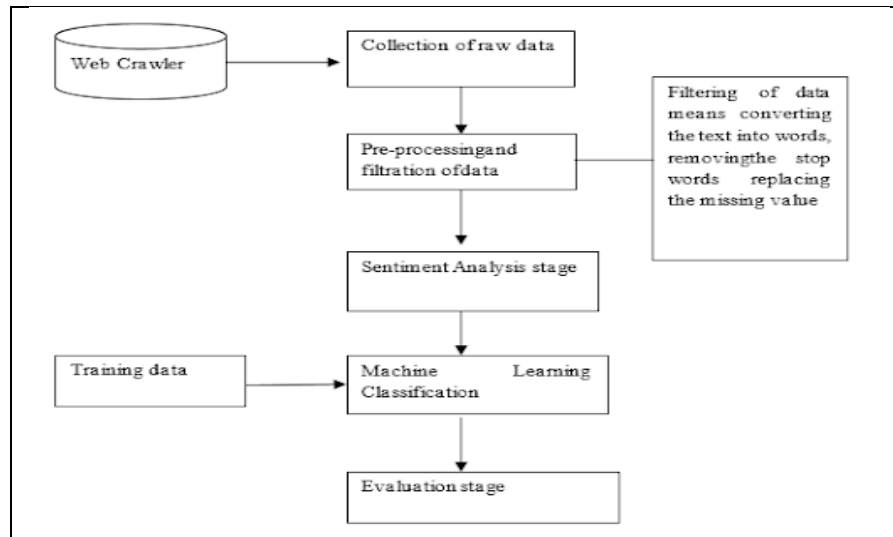 Web Crawler
Collection of raw data
Pre-processingand
filtration ofdata
Filtering of data
means converting
the text into words,
removingthe stop
words replacing
the missing value
Sentiment Analysis stage
Training data
Machine Learning
Classification
Evaluation stage